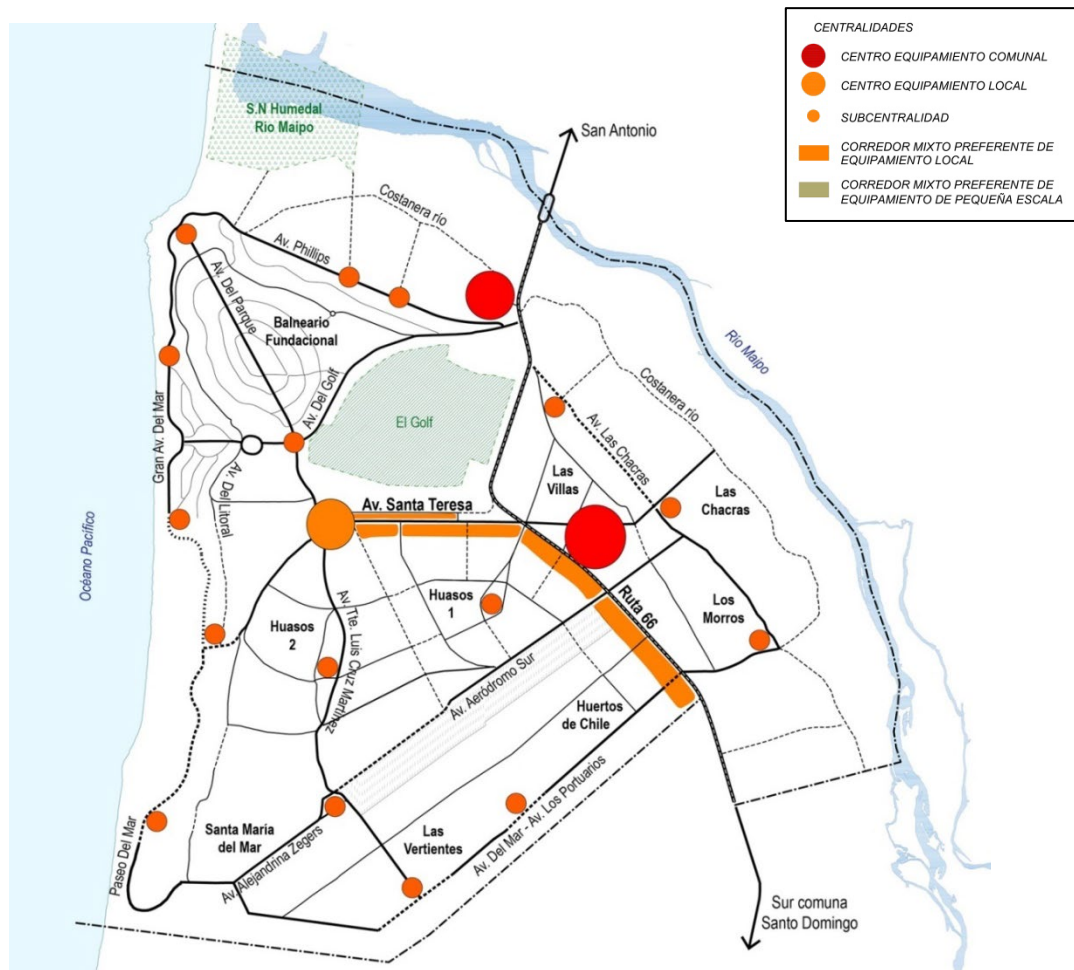 CENTRALIDADES
CENTRO EQUIPAMIENTO COMUNAL
CENTRO EQUIPAMIENTO LOCAL
SUBCENTRALIDAD
CORREDOR MIXTO PREFERENTE DE
EQUIPAMIENTO LOCAL
CORREDOR MIXTO PREFERENTE DE
EQUIPAMIENTO DE PEQUEÑA ESCALA
S.N Humedal
Rio Maipo
San Antonio
Costanera río
Av. Phillips
Av. Del Parque
Balneario
Fundacional
Rio Maipo
Gran Av. Del Mar
Av. Del Golf
El Golf
Costanera río
Av. Las Chacras
Av. Del Litoral
Av. Santa Teresa
Las
Villas
Las
Chacras
Océano Pacífico
Huasos
1
Huasos
2
Av. Tte. Luis Cruz Martínez
Ruta 66
Los
Morros
Av. Aeródromo Sur
Huertos
de Chile
Paseo Del Mar
Santa María
del Mar
Av. Alejandrina Zegers
Las
Vertientes
Av. Del Mar - Av. Los Portuarios
Sur comuna
Santo Domingo